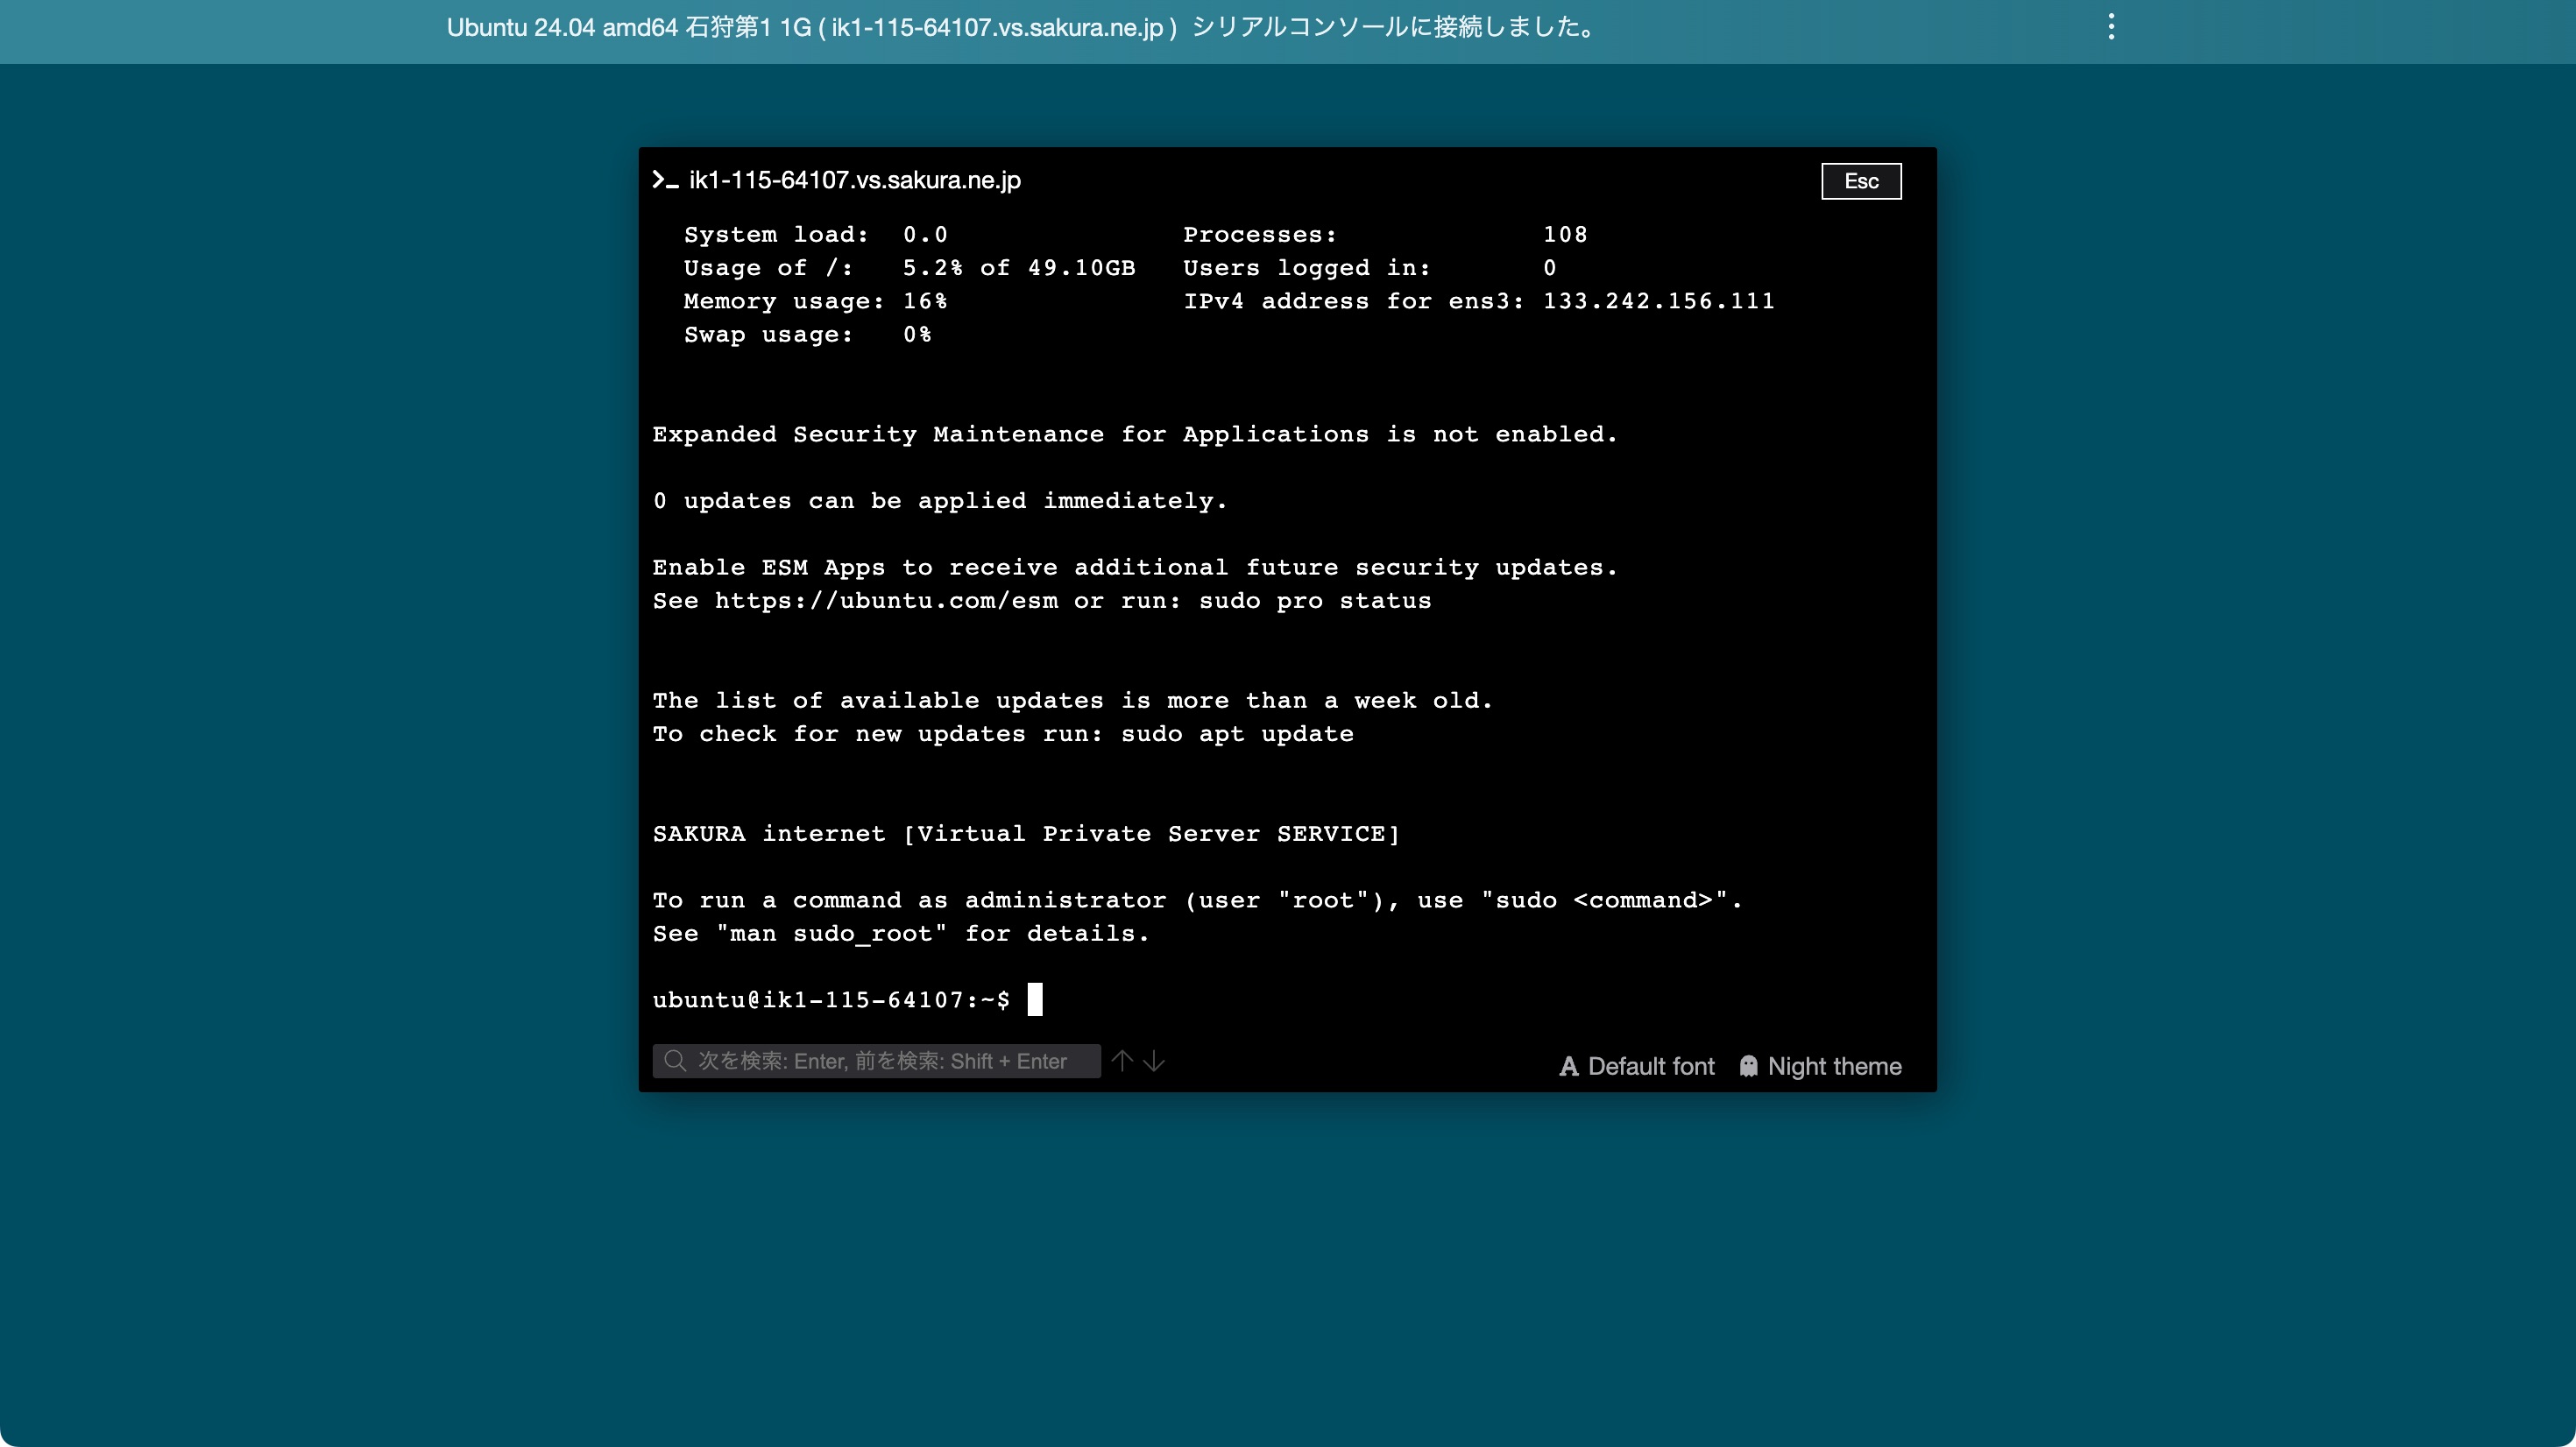 Ubuntu 24.04 amd64 石狩第1 1G ( ik1-115-64107.vs.sakura.ne.jp ) シリアルコンソールに接続しました。
ik1-115-64107.vs.sakura.ne.jp
Esc
System load: 0.0 Processes: 108
Usage of /: 5.2% of 49.10GB Users logged in: 0
Memory usage: 16% IPv4 address for ens3: 133.242.156.111
Swap usage: 0%
Expanded Security Maintenance for Applications is not enabled.
0 updates can be applied immediately.
Enable ESM Apps to receive additional future security updates.
See https://ubuntu.com/esm or run: sudo pro status
The list of available updates is more than a week old.
To check for new updates run: sudo apt update
SAKURA internet [Virtual Private Server SERVICE]
To run a command as administrator (user "root"), use "sudo <command>".
See "man sudo_root" for details.
ubuntu@ik1-115-64107:~$
次を検索: Enter, 前を検索: Shift + Enter
Default font Night theme